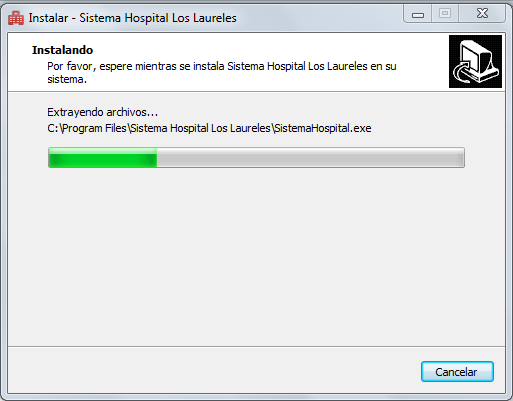 Instalar - Sistema Hospital Los Laureles
Instalando
Por favor, espere mientras se instala Sistema Hospital Los Laureles en su
sistema.
Extrayendo archivos...
C:\Program Files\Sistema Hospital Los Laureles\SistemaHospital.exe
Cancelar